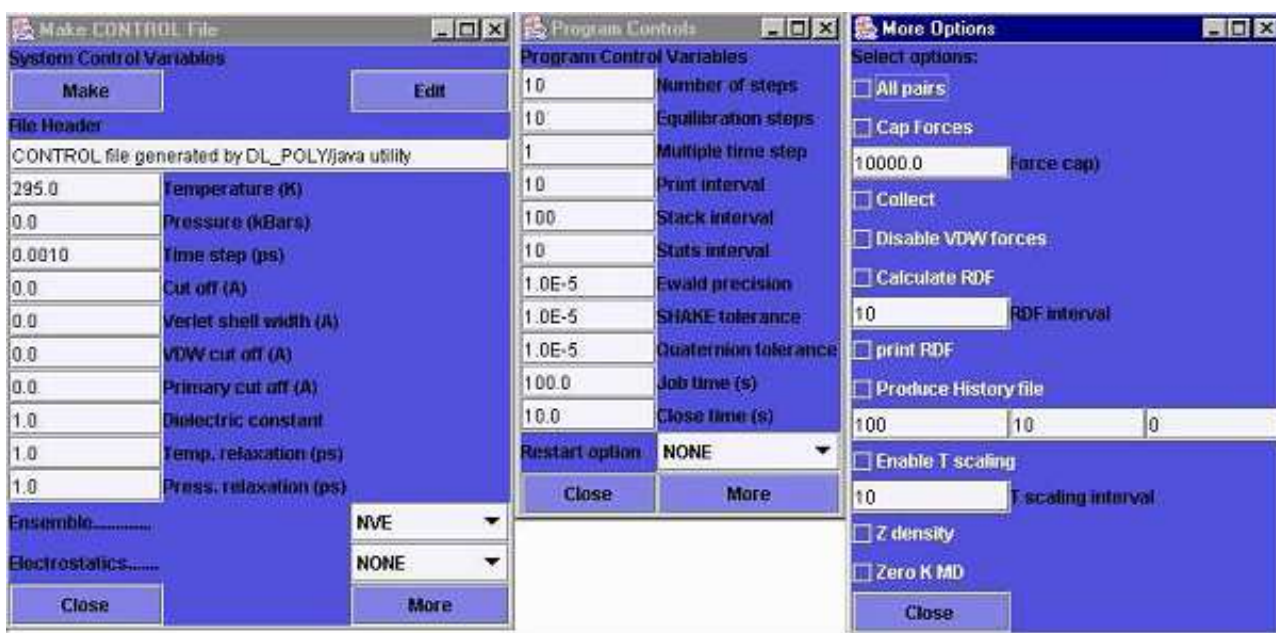 Make CONTROL File
System Control Variables
Make
Edit
File Header
CONTROL file generated by DL_POLY/java utility
295.0 Temperature (K)
0.0 Pressure (kBars)
0.0010 Time step (ps)
0.0 Cut off (A)
0.0 Verlet shell width (A)
0.0 VDW cut off (A)
0.0 Primary cut off (A)
1.0 Dielectric constant
1.0 Temp. relaxation (ps)
1.0 Press. relaxation (ps)
Ensemble............. NVE
Electrostatics....... NONE
Close
More
Program Controls
Program Control Variables
10 Number of steps
10 Equilibration steps
1 Multiple time step
10 Print interval
100 Stack interval
10 Stats interval
1.0E-5 Ewald precision
1.0E-5 SHAKE tolerance
1.0E-5 Quaternion tolerance
100.0 Job time (s)
10.0 Close time (s)
Restart option NONE
Close
More
More Options
Select options:
All pairs
Cap Forces
10000.0 Force cap)
Collect
Disable VDW forces
Calculate RDF
10 RDF interval
print RDF
Produce History file
100 10 0
Enable T scaling
10 T scaling interval
Z density
Zero K MD
Close